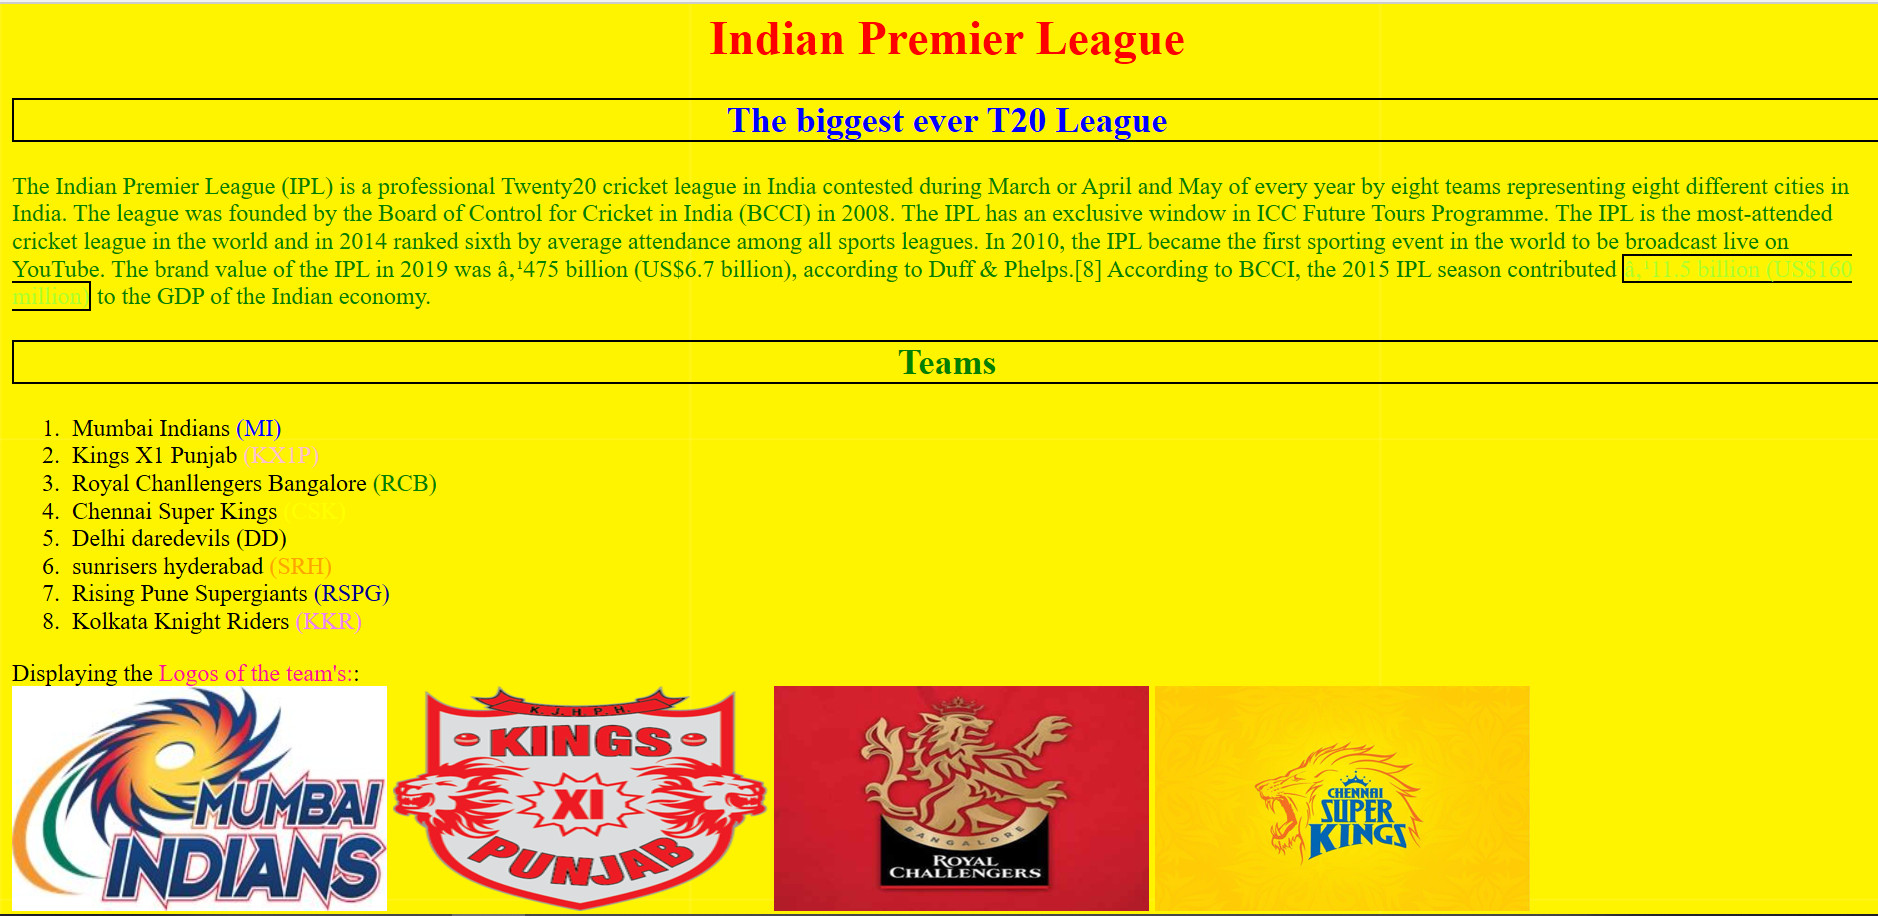 Indian Premier League
The biggest ever T20 League
The Indian Premier League (IPL) is a professional Twenty20 cricket league in India contested during March or April and May of every year by eight teams representing eight different cities in
India. The league was founded by the Board of Control for Cricket in India (BCCI) in 2008. The IPL has an exclusive window in ICC Future Tours Programme. The IPL is the most-attended
cricket league in the world and in 2014 ranked sixth by average attendance among all sports leagues. In 2010, the IPL became the first sporting event in the world to be broadcast live on
YouTube. The brand value of the IPL in 2019 was â‚¹475 billion (US$6.7 billion), according to Duff & Phelps.[8] According to BCCI, the 2015 IPL season contributed â‚¹11.5 billion (US$160
million) to the GDP of the Indian economy.
Teams
1. Mumbai Indians (MI)
2. Kings X1 Punjab (KX1P)
3. Royal Chanllengers Bangalore (RCB)
4. Chennai Super Kings (CSK)
5. Delhi daredevils (DD)
6. sunrisers hyderabad (SRH)
7. Rising Pune Supergiants (RSPG)
8. Kolkata Knight Riders (KKR)
Displaying the Logos of the team's::
MUMBAI
INDIANS
K. J. H. P. H.
KINGS
XI
PUNJAB
BANGALORE
ROYAL
CHALLENGERS
CHENNAI
SUPER
KINGS